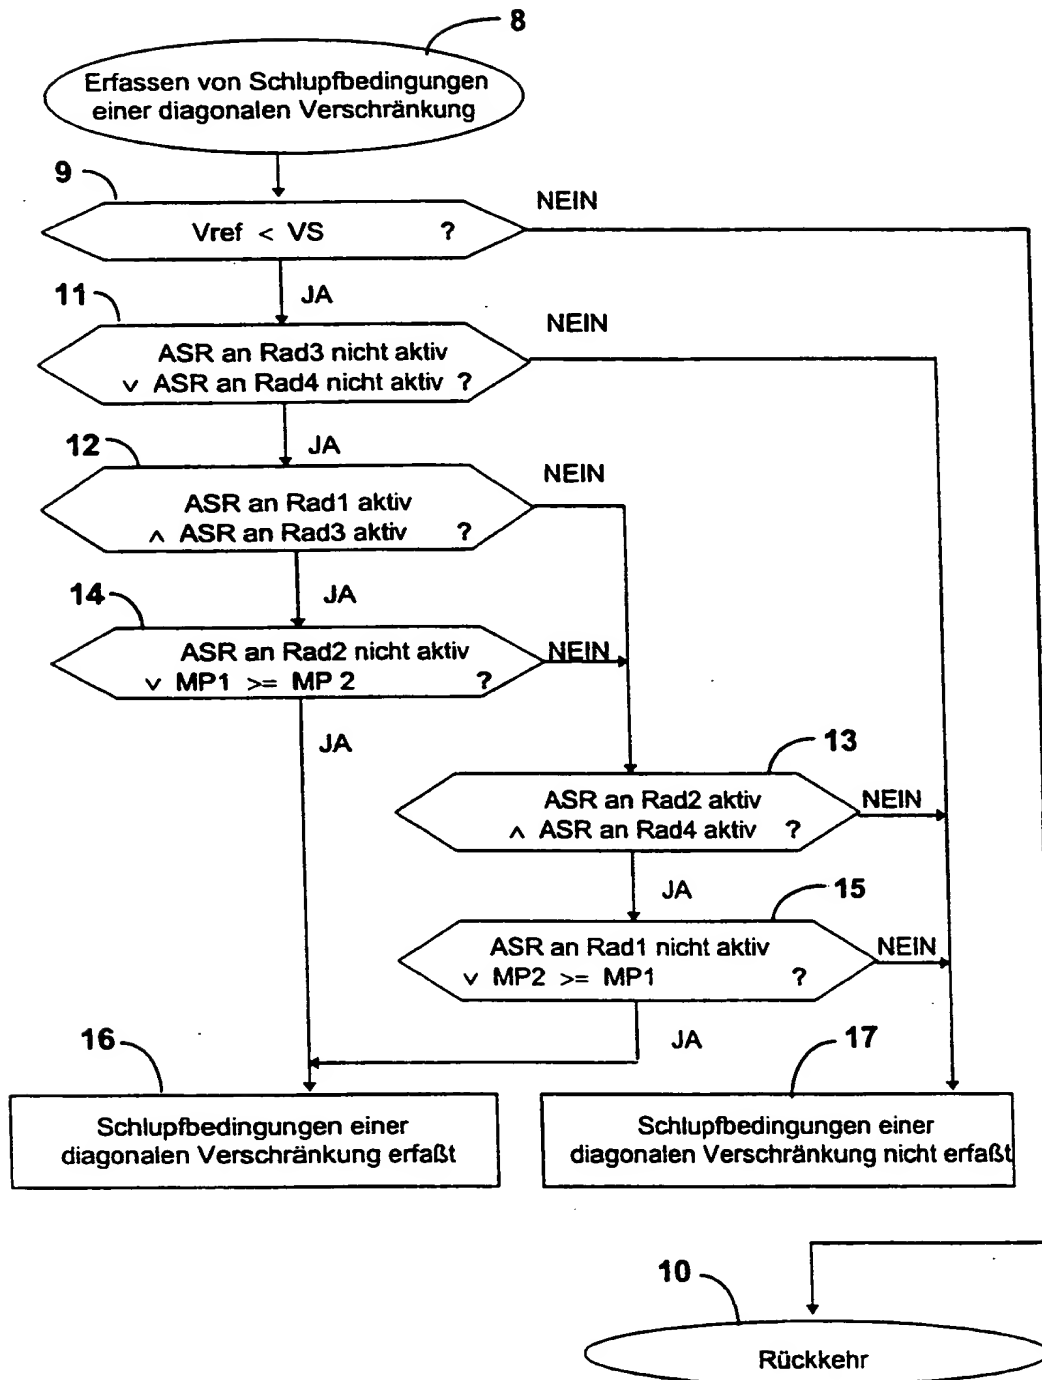 8
Erfassen von Schlupfbedingungen
einer diagonalen Verschränkung
9
NEIN
Vref < VS ?
JA
11
NEIN
ASR an Rad3 nicht aktiv
∨ ASR an Rad4 nicht aktiv ?
JA
12
NEIN
ASR an Rad1 aktiv
∧ ASR an Rad3 aktiv ?
JA
14
ASR an Rad2 nicht aktiv
∨ MP1 >= MP 2 ?
NEIN
JA
13
ASR an Rad2 aktiv
∧ ASR an Rad4 aktiv ?
NEIN
JA
15
ASR an Rad1 nicht aktiv
∨ MP2 >= MP1 ?
NEIN
JA
16
Schlupfbedingungen einer
diagonalen Verschränkung erfaßt
17
Schlupfbedingungen einer
diagonalen Verschränkung nicht erfaßt
10
Rückkehr